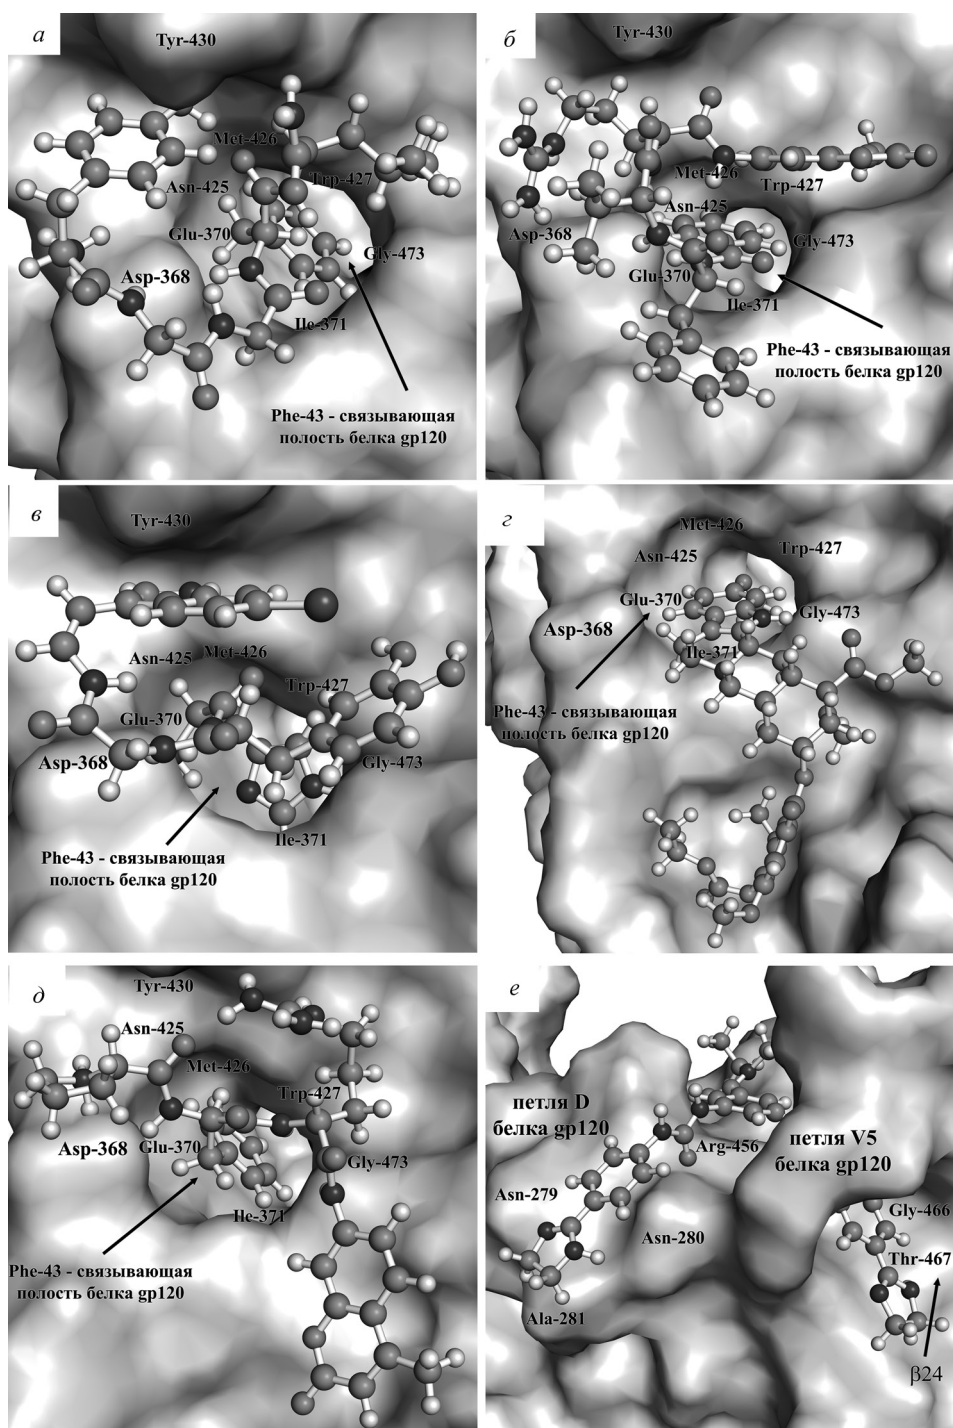 а
Tyr-430
Met-426
Trp-427
Asn-425
Glu-370
Gly-473
Asp-368
Ile-371
Phe-43 - связывающая
полость белка gp120
б
Tyr-430
Met-426
Trp-427
Asn-425
Asp-368
Gly-473
Glu-370
Ile-371
Phe-43 - связывающая
полость белка gp120
в
Tyr-430
Met-426
Asn-425
Trp-427
Glu-370
Asp-368
Gly-473
Ile-371
Phe-43 - связывающая
полость белка gp120
г
Met-426
Trp-427
Asn-425
Glu-370
Gly-473
Asp-368
Ile-371
Phe-43 - связывающая
полость белка gp120
д
Tyr-430
Asn-425
Met-426
Trp-427
Asp-368
Glu-370
Gly-473
Ile-371
Phe-43 - связывающая
полость белка gp120
е
петля D
белка gp120
петля V5
белка gp120
Arg-456
Asn-279
Asn-280
Gly-466
Thr-467
Ala-281
β24